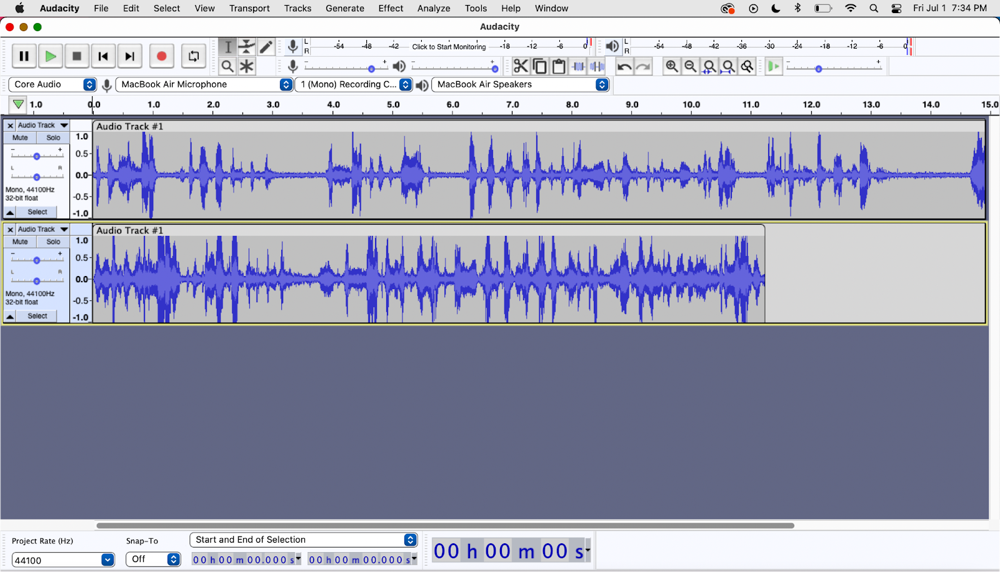 Audacity File Edit Select View Transport Tracks Generate Effect Analyze Tools Help Window Fri Jul 1 7:34 PM
Audacity
L R -54 -48 -42 Click to Start Monitoring -18 -12 -6 0 L R -54 -48 -42 -36 -30 -24 -18 -12 -6 0
- + - + - +
Core Audio MacBook Air Microphone 1 (Mono) Recording C... MacBook Air Speakers
1.0 0.0 1.0 2.0 3.0 4.0 5.0 6.0 7.0 8.0 9.0 10.0 11.0 12.0 13.0 14.0 15.0
× Audio Track Audio Track #1
Mute Solo 1.0
- + 0.5
L R 0.0
Mono, 44100Hz
32-bit float -0.5
Select -1.0
× Audio Track Audio Track #1
Mute Solo 1.0
- + 0.5
L R 0.0
Mono, 44100Hz
32-bit float -0.5
Select -1.0
Project Rate (Hz) Snap-To Start and End of Selection
44100 Off 00 h 00 m 00.000 s 00 h 00 m 00.000 s 00 h 00 m 00 s